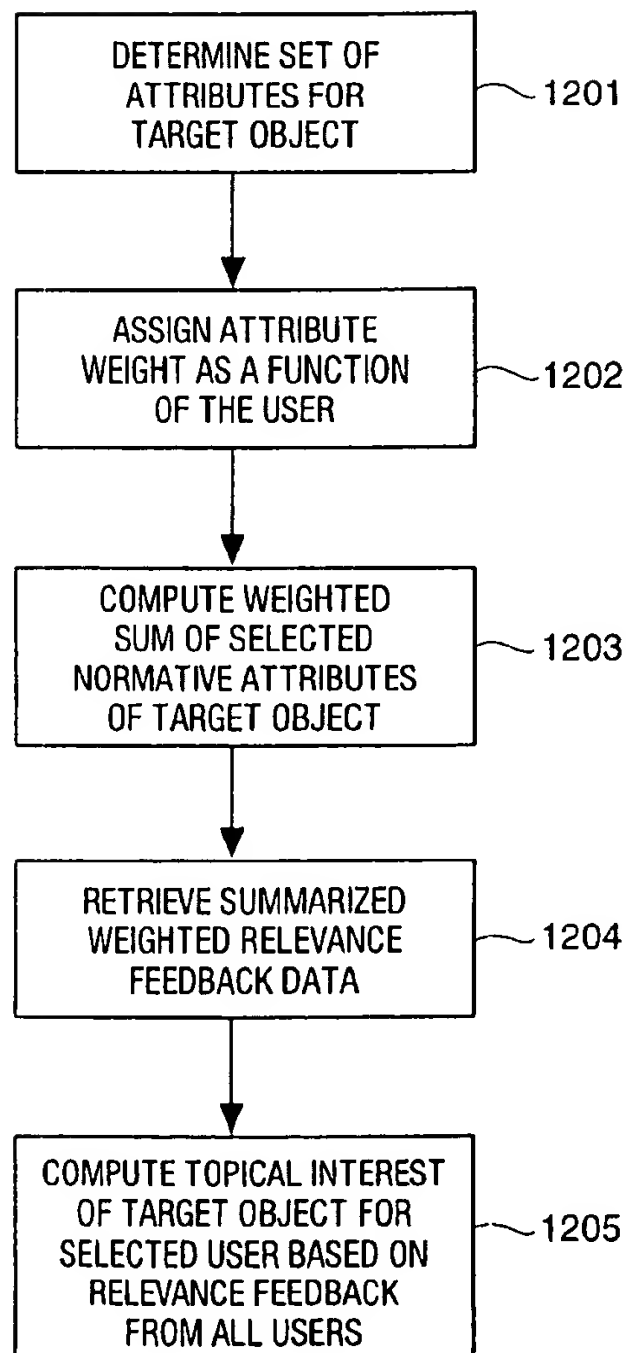 DETERMINE SET OF
ATTRIBUTES FOR
TARGET OBJECT
1201
ASSIGN ATTRIBUTE
WEIGHT AS A FUNCTION
OF THE USER
1202
COMPUTE WEIGHTED
SUM OF SELECTED
NORMATIVE ATTRIBUTES
OF TARGET OBJECT
1203
RETRIEVE SUMMARIZED
WEIGHTED RELEVANCE
FEEDBACK DATA
1204
COMPUTE TOPICAL INTEREST
OF TARGET OBJECT FOR
SELECTED USER BASED ON
RELEVANCE FEEDBACK
FROM ALL USERS
1205